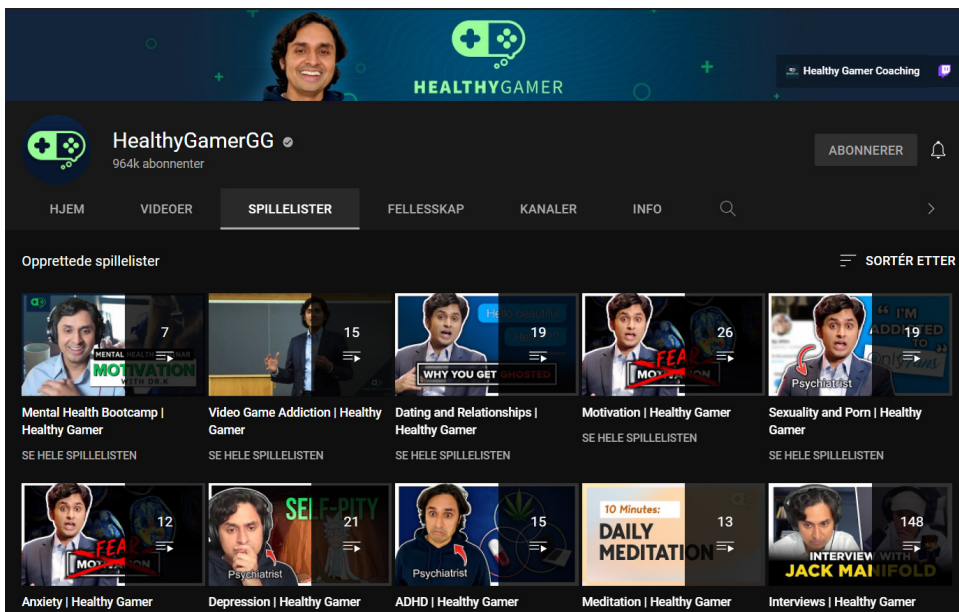 HEALTHYGAMER
Healthy Gamer Coaching
HealthyGamerGG
964k abonnenter
ABONNERER
HJEM VIDEOER SPILLELISTER FELLESSKAP KANALER INFO
Opprettede spillelister
SORTÉR ETTER
7
MENTAL HEALTH
MOTIVATION
WITH DR.K
15
Hello beautiful
19
WHY YOU GET GHOSTED
26
FEAR
"I'M
ADDICTED
TO
OnlyFans"
19
Psychiatrist
Mental Health Bootcamp |
Healthy Gamer
SE HELE SPILLELISTEN
Video Game Addiction | Healthy
Gamer
SE HELE SPILLELISTEN
Dating and Relationships |
Healthy Gamer
SE HELE SPILLELISTEN
Motivation | Healthy Gamer
SE HELE SPILLELISTEN
Sexuality and Porn | Healthy
Gamer
SE HELE SPILLELISTEN
12
FEAR
SELF-PITY
21
Psychiatrist
15
Psychiatrist
10 Minutes:
DAILY
MEDITATION
13
148
INTERVIEW WITH
JACK MANIFOLD
Anxiety | Healthy Gamer
Depression | Healthy Gamer
ADHD | Healthy Gamer
Meditation | Healthy Gamer
Interviews | Healthy Gamer